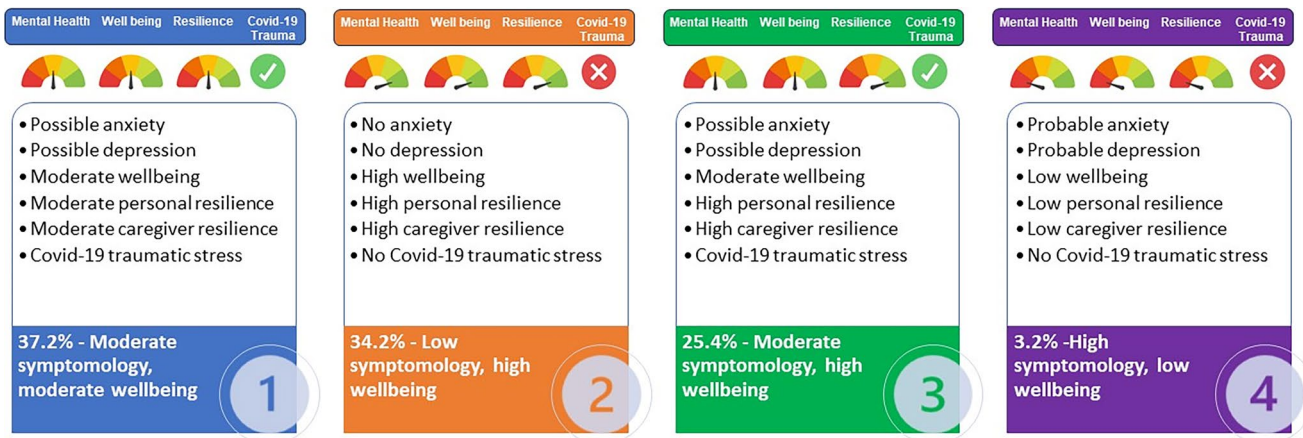 Mental Health Well being Resilience Covid-19 Trauma
• Possible anxiety
• Possible depression
• Moderate wellbeing
• Moderate personal resilience
• Moderate caregiver resilience
• Covid-19 traumatic stress
37.2% - Moderate
symptomology,
moderate wellbeing
1
Mental Health Well being Resilience Covid-19 Trauma
• No anxiety
• No depression
• High wellbeing
• High personal resilience
• High caregiver resilience
• No Covid-19 traumatic stress
34.2% - Low
symptomology, high
wellbeing
2
Mental Health Well being Resilience Covid-19 Trauma
• Possible anxiety
• Possible depression
• Moderate wellbeing
• High personal resilience
• High caregiver resilience
• Covid-19 traumatic stress
25.4% - Moderate
symptomology, high
wellbeing
3
Mental Health Well being Resilience Covid-19 Trauma
• Probable anxiety
• Probable depression
• Low wellbeing
• Low personal resilience
• Low caregiver resilience
• No Covid-19 traumatic stress
3.2% -High
symptomology, low
wellbeing
4